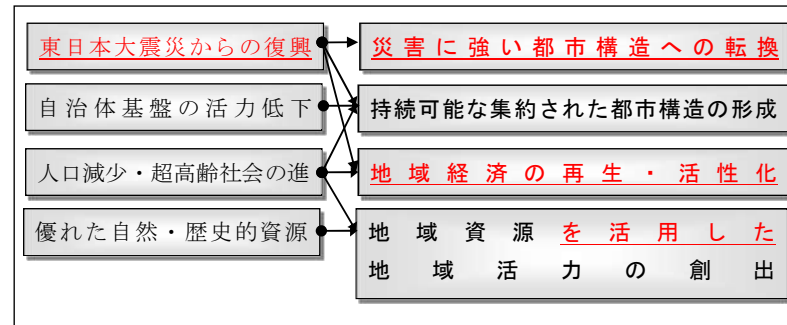 東日本大震災からの復興
災害に強い都市構造への転換
自治体基盤の活力低下
持続可能な集約された都市構造の形成
人口減少・超高齢社会の進
地域経済の再生・活性化
優れた自然・歴史的資源
地域資源を活用した
地域活力の創出